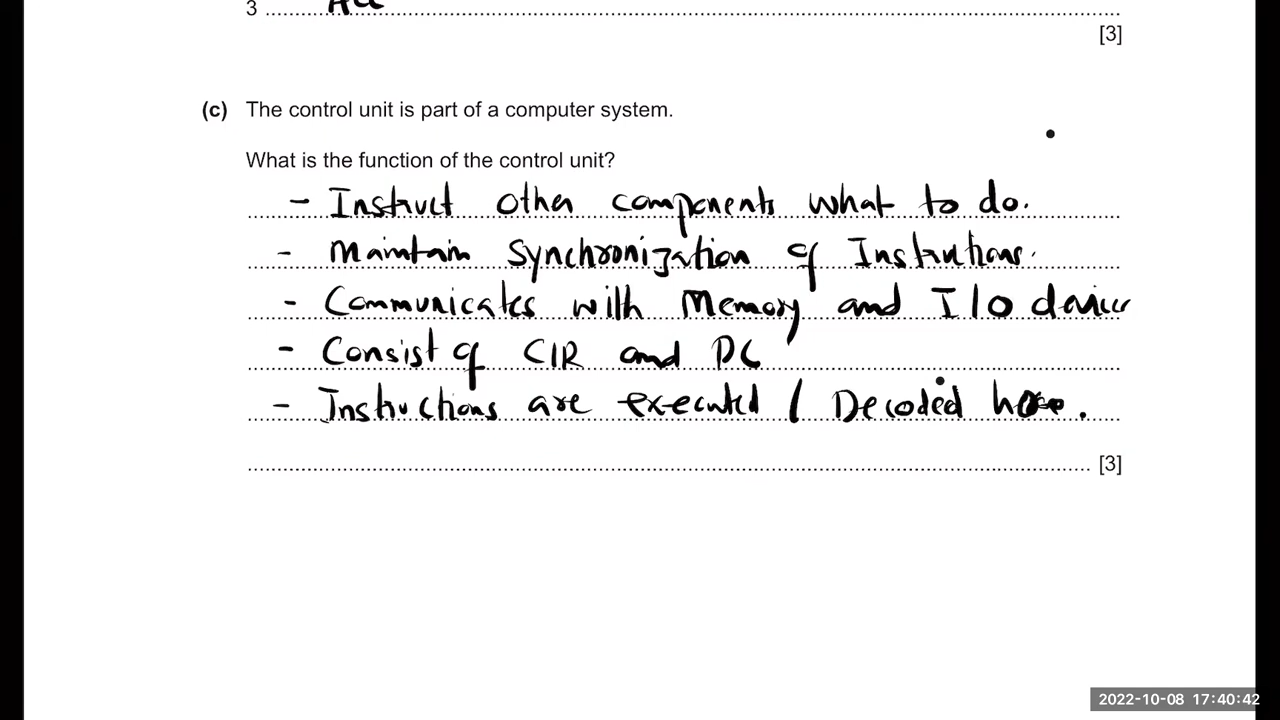 3 ........ Acc
[3]
(c) The control unit is part of a computer system.
What is the function of the control unit?
- Instruct other components what to do.
- Maintain Synchronization of Instructions.
- Communicates with Memory and I/O devices
- Consist of CIR and PC
- Instructions are executed / Decoded here.
[3]
2022-10-08 17:40:42